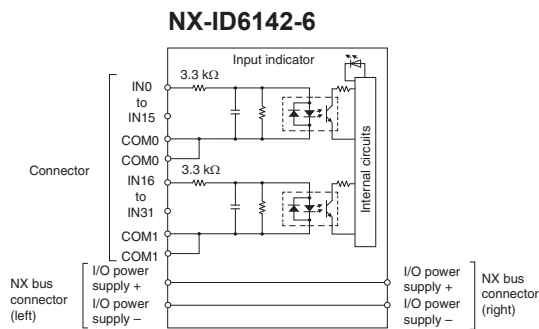 NX-ID6142-6
Input indicator
3.3 kΩ
IN0
to
IN15
COM0
COM0
Connector
3.3 kΩ
IN16
to
IN31
COM1
COM1
Internal circuits
NX bus
connector
(left)
I/O power
supply +
I/O power
supply –
I/O power
supply +
I/O power
supply –
NX bus
connector
(right)